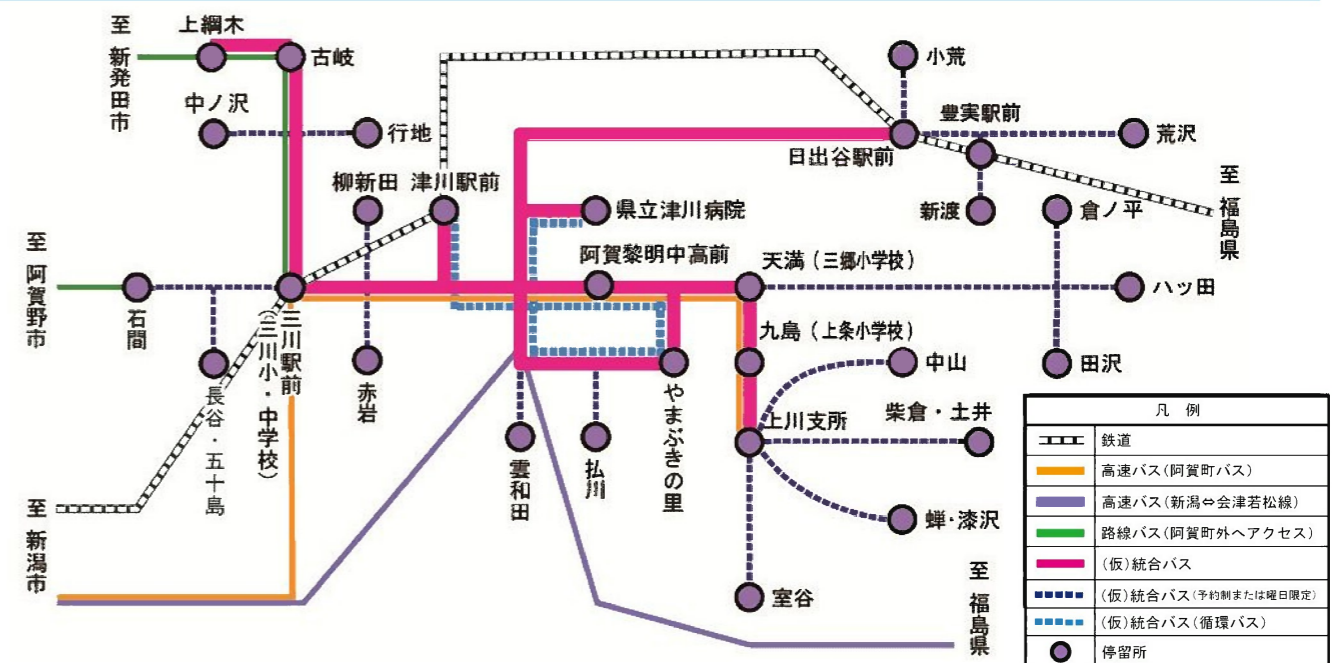 上綱木
至 新発田市
古岐
中ノ沢
行地
小荒
豊実駅前
荒沢
日出谷駅前
柳新田
津川駅前
県立津川病院
新渡
倉ノ平
至 福島県
至 阿賀野市
石間
阿賀黎明中高前
天満(三郷小学校)
ハッ田
三川駅前
(三川小・中学校)
長谷・五十島
赤岩
九島(上条小学校)
中山
田沢
雲和田
払川
やまぶきの里
上川支所
柴倉・土井
蝉・漆沢
室谷
至 新潟市
至 福島県
凡 例
鉄道
高速バス(阿賀町バス)
高速バス(新潟⇔会津若松線)
路線バス(阿賀町外へアクセス)
(仮)統合バス
(仮)統合バス(予約制または曜日限定)
(仮)統合バス(循環バス)
停留所